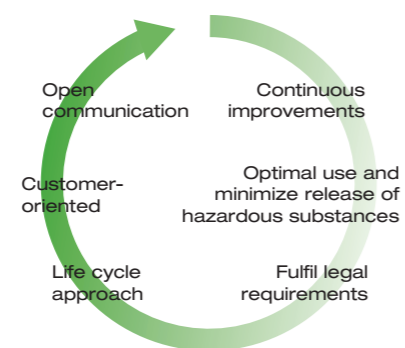 Open
communication
Continuous
improvements
Customer-
oriented
Optimal use and
minimize release of
hazardous substances
Life cycle
approach
Fulfil legal
requirements